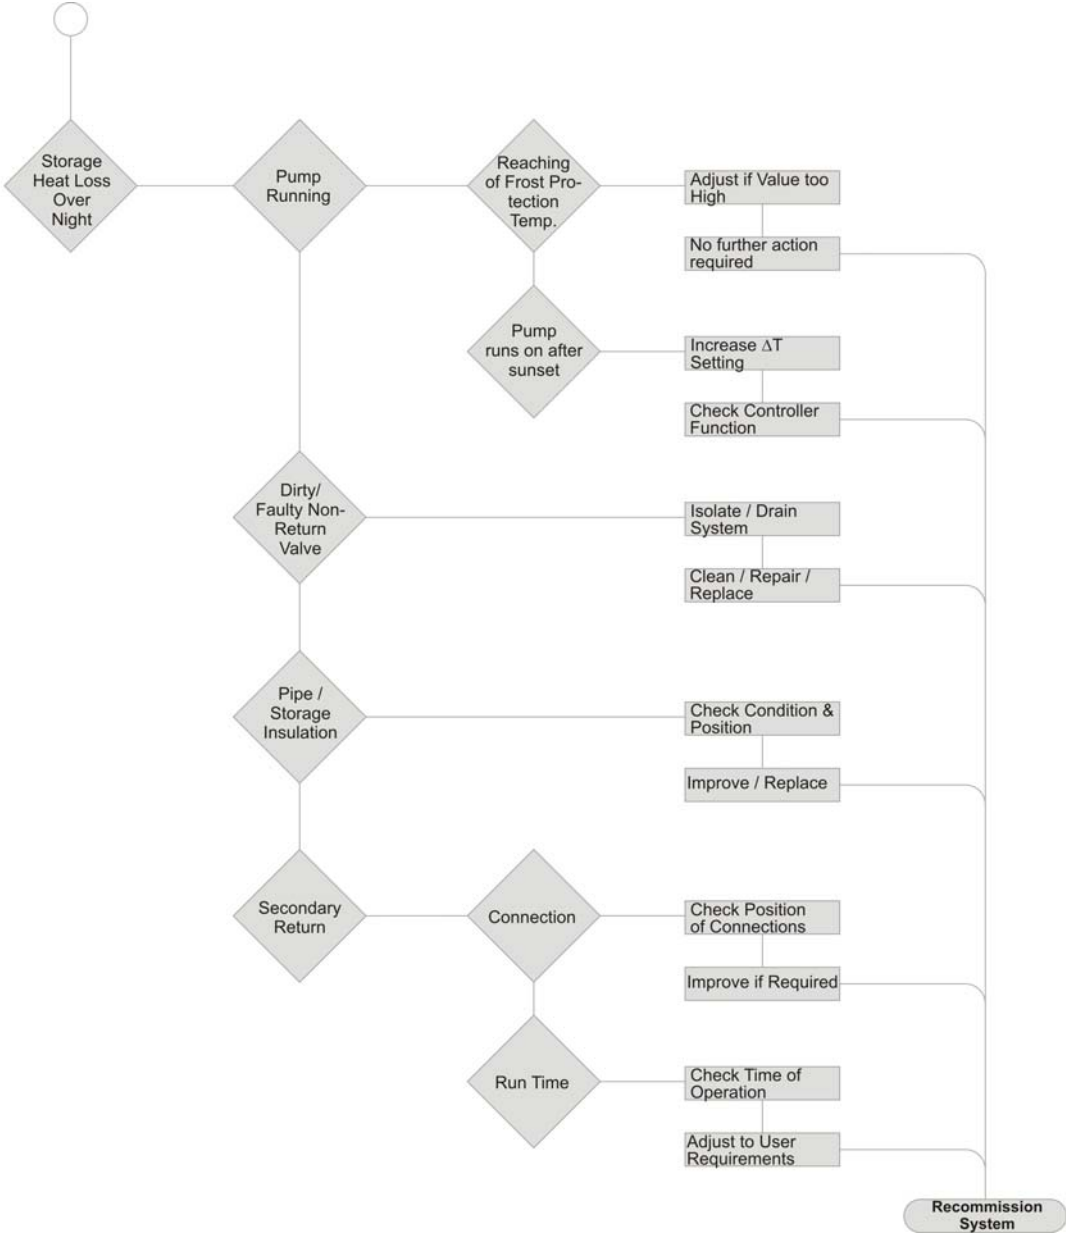 Storage
Heat Loss
Over
Night
Pump
Running
Reaching
of Frost Pro-
tection
Temp.
Adjust if Value too
High
No further action
required
Pump
runs on after
sunset
Increase ΔT
Setting
Check Controller
Function
Dirty/
Faulty Non-
Return
Valve
Isolate / Drain
System
Clean / Repair /
Replace
Pipe /
Storage
Insulation
Check Condition &
Position
Improve / Replace
Secondary
Return
Connection
Check Position
of Connections
Improve if Required
Run Time
Check Time of
Operation
Adjust to User
Requirements
Recommission
System